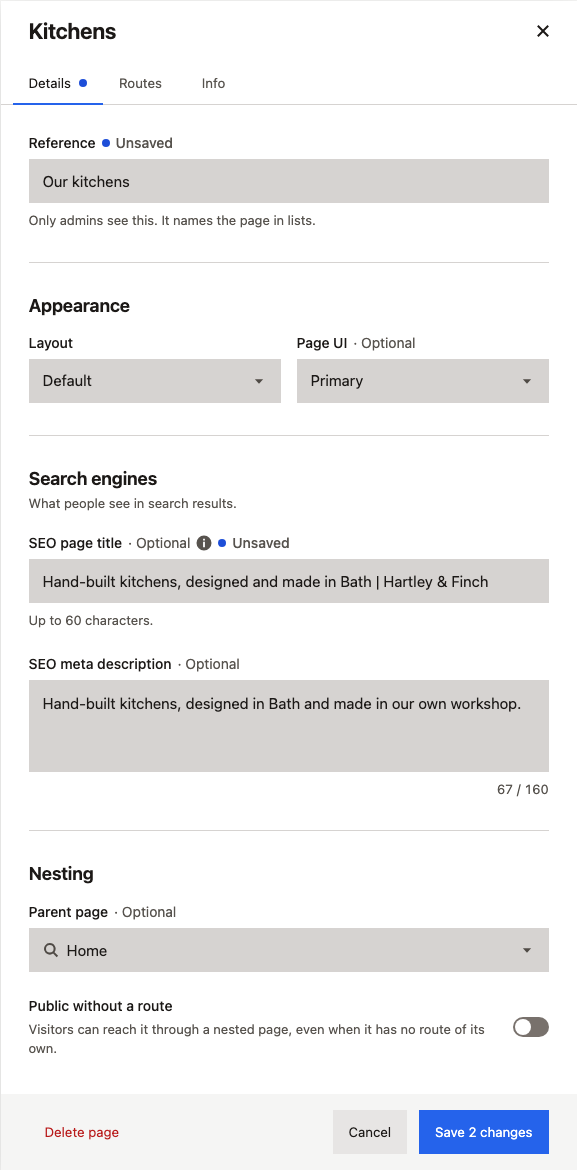 Kitchens
Details
Routes
Info
Reference Unsaved
Our kitchens
Only admins see this. It names the page in lists.
Appearance
Layout
Page UI · Optional
Default
Primary
Search engines
What people see in search results.
SEO page title · Optional Unsaved
Hand-built kitchens, designed and made in Bath | Hartley & Finch
Up to 60 characters.
SEO meta description · Optional
Hand-built kitchens, designed in Bath and made in our own workshop.
67 / 160
Nesting
Parent page · Optional
Home
Public without a route
Visitors can reach it through a nested page, even when it has no route of its
own.
Delete page
Cancel
Save 2 changes